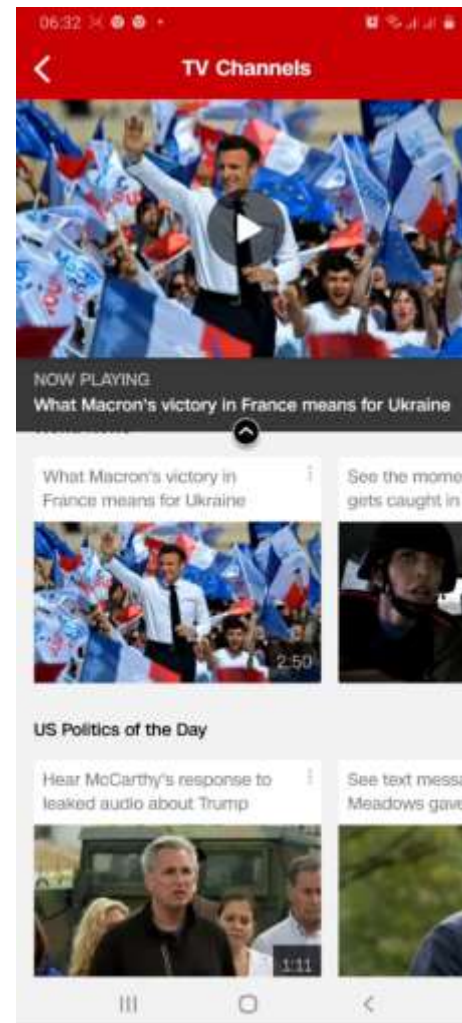 06:32
TV Channels
NOW PLAYING
What Macron's victory in France means for Ukraine
What Macron's victory in
France means for Ukraine
2:50
See the mome
gets caught in
US Politics of the Day
Hear McCarthy's response to
leaked audio about Trump
1:11
See text messa
Meadows gave